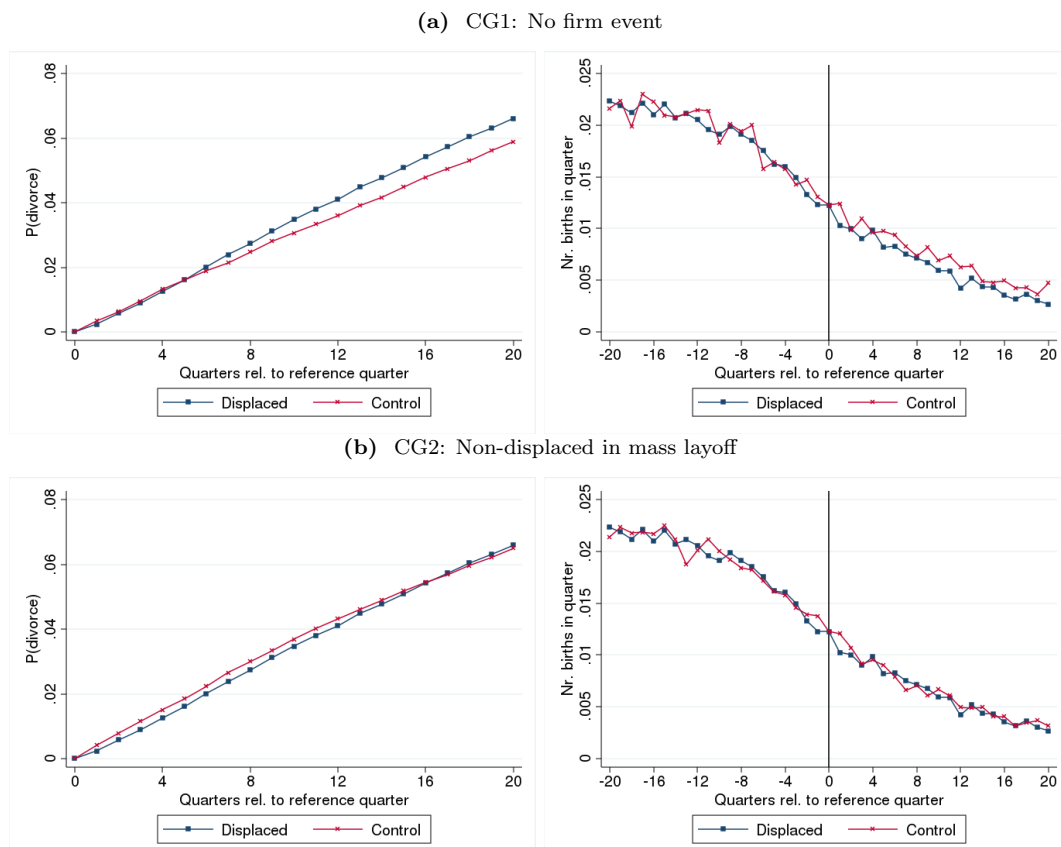 (a) CG1: No firm event
P(divorce)
0 .02 .04 .06 .08
0 4 8 12 16 20
Quarters rel. to reference quarter
Displaced Control
Nr. births in quarter
0 .005 .01 .015 .02 .025
-20 -16 -12 -8 -4 0 4 8 12 16 20
Quarters rel. to reference quarter
Displaced Control
(b) CG2: Non-displaced in mass layoff
P(divorce)
0 .02 .04 .06 .08
0 4 8 12 16 20
Quarters rel. to reference quarter
Displaced Control
Nr. births in quarter
0 .005 .01 .015 .02 .025
-20 -16 -12 -8 -4 0 4 8 12 16 20
Quarters rel. to reference quarter
Displaced Control